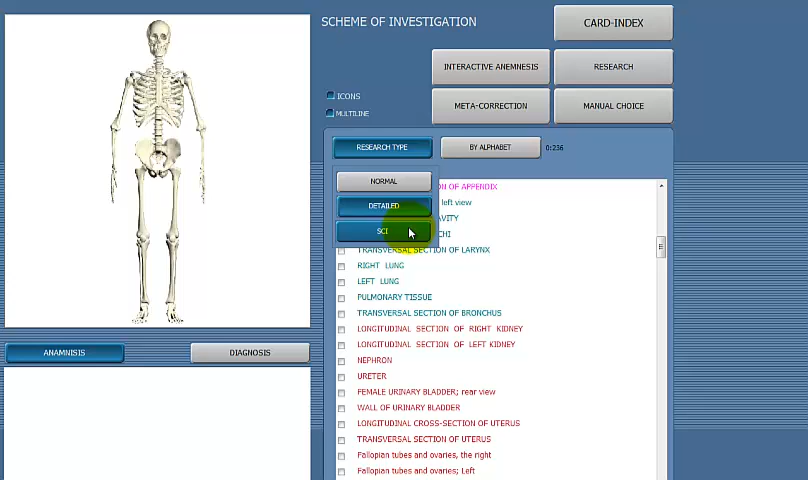 SCHEME OF INVESTIGATION
CARD-INDEX
INTERACTIVE ANEMNESIS
RESEARCH
ICONS
MULTILINE
META-CORRECTION
MANUAL CHOICE
RESEARCH TYPE
BY ALPHABET
0:236
NORMAL
DETAILED
SCI
ON OF APPENDIX
left view
AVITY
CHI
TRANSVERSAL SECTION OF LARYNX
RIGHT LUNG
LEFT LUNG
PULMONARY TISSUE
TRANSVERSAL SECTION OF BRONCHUS
LONGITUDINAL SECTION OF RIGHT KIDNEY
LONGITUDINAL SECTION OF LEFT KIDNEY
NEPHRON
URETER
FEMALE URINARY BLADDER; rear view
WALL OF URINARY BLADDER
LONGITUDINAL CROSS-SECTION OF UTERUS
TRANSVERSAL SECTION OF UTERUS
Fallopian tubes and ovaries, the right
Fallopian tubes and ovaries; Left
ANAMNISIS
DIAGNOSIS